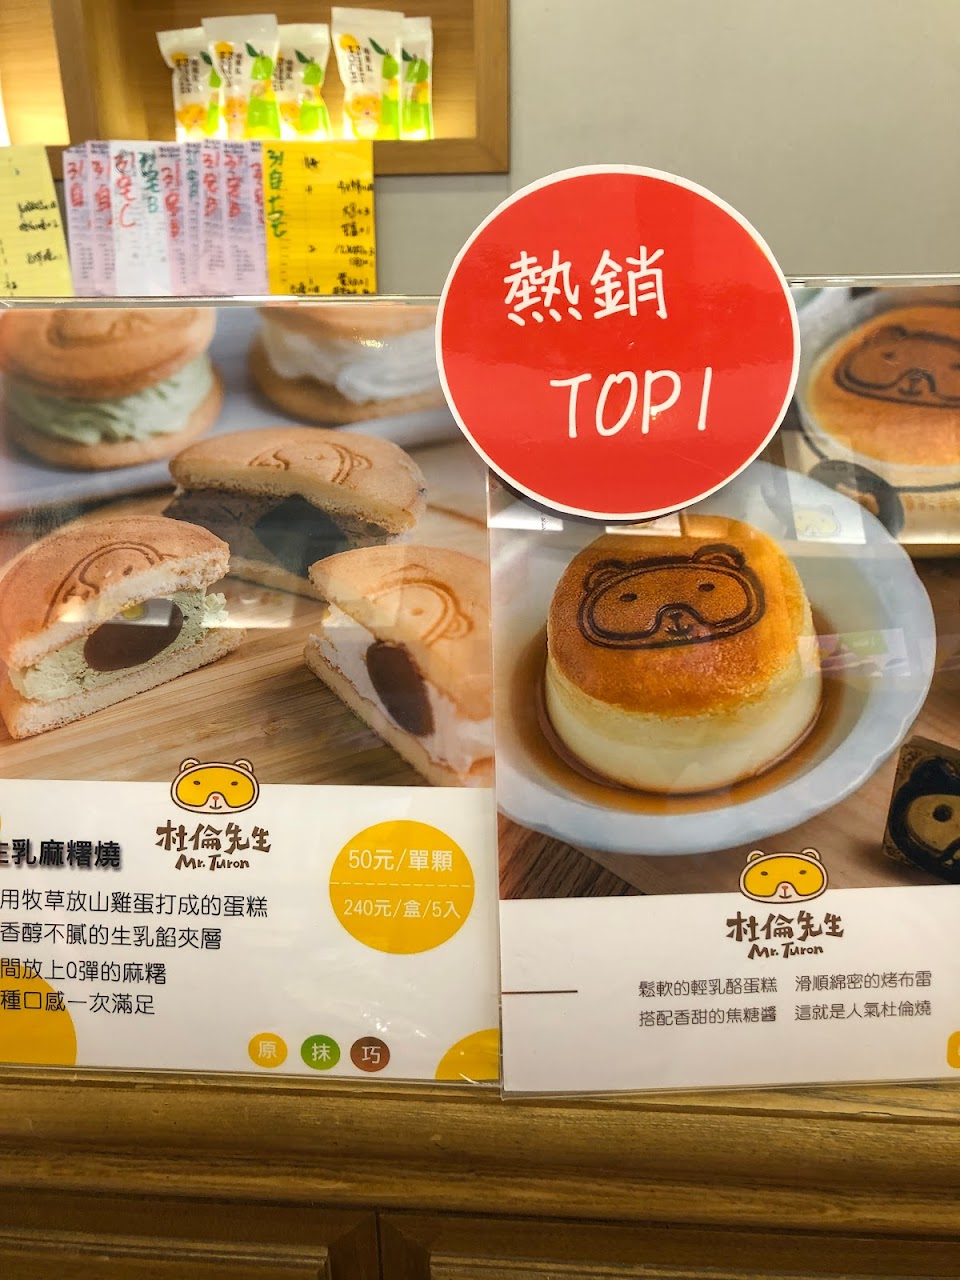 熱銷
TOP1
生乳麻糬燒
杜倫先生
Mr. Turon
50元/單顆
240元/盒/5入
用牧草放山雞蛋打成的蛋糕
香醇不膩的生乳餡夾層
間放上Q彈的麻糬
種口感一次滿足
原 抹 巧
杜倫先生
Mr. Turon
鬆軟的輕乳酪蛋糕 滑順綿密的烤布雷
搭配香甜的焦糖醬 這就是人氣杜倫燒